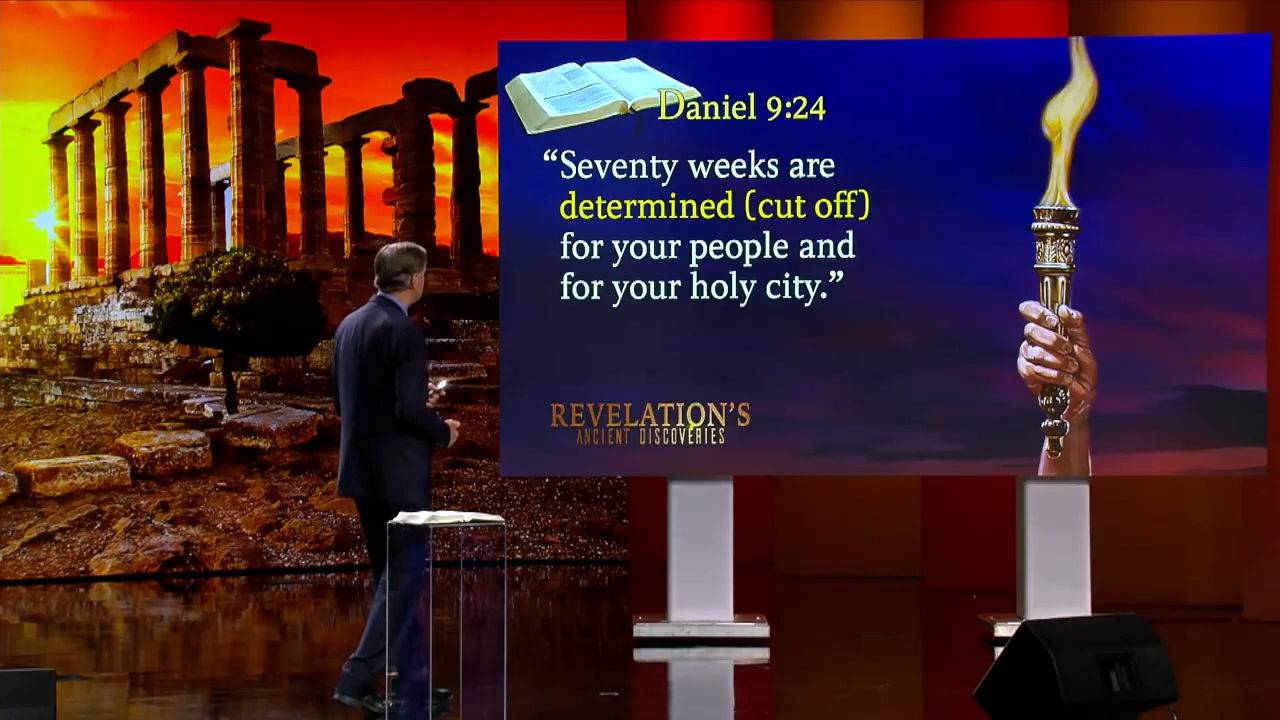 Daniel 9:24
“Seventy weeks are
determined (cut off)
for your people and
for your holy city.”
REVELATION'S
ANCIENT DISCOVERIES